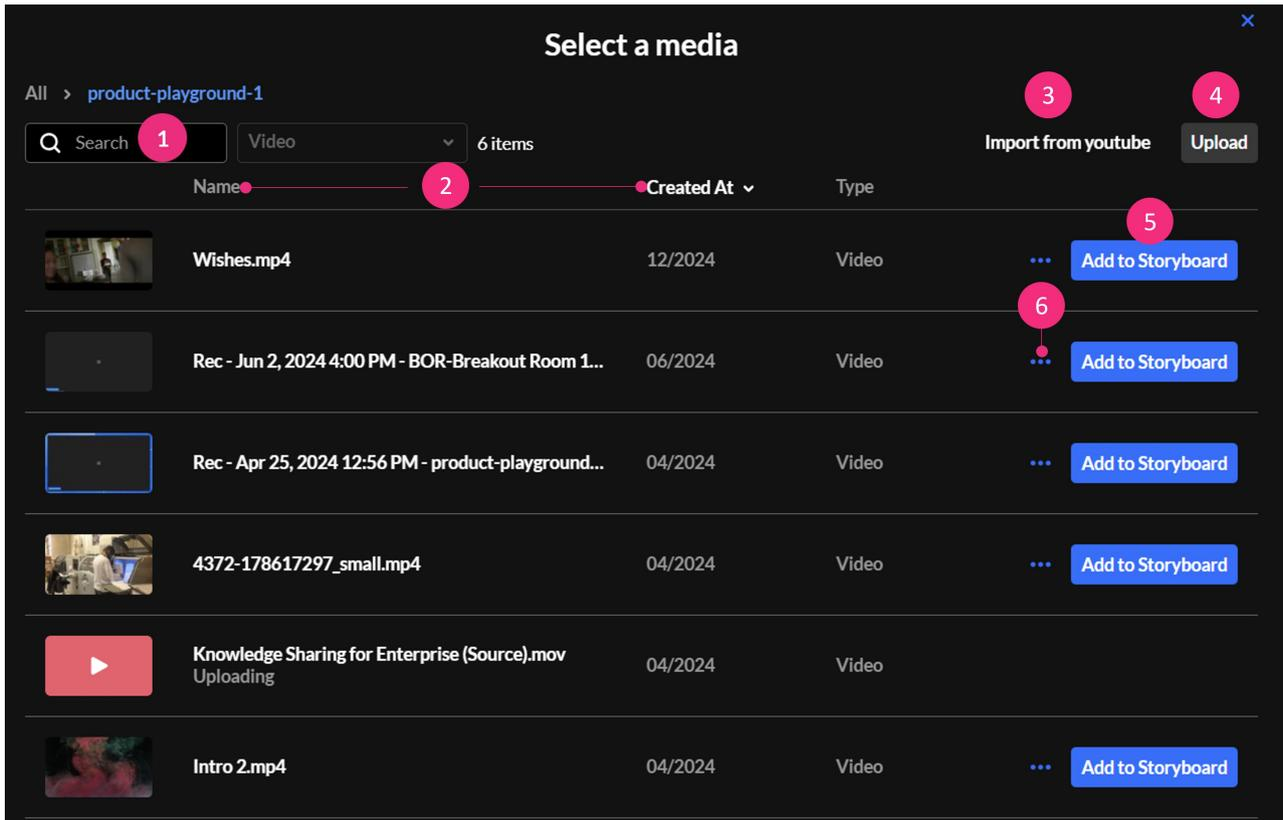 ×
Select a media
All > product-playground-1
3
4
Search
1
Video
6 items
Import from youtube
Upload
Name
2
Created At
Type
5
Wishes.mp4
12/2024
Video
Add to Storyboard
6
Rec - Jun 2, 2024 4:00 PM - BOR-Breakout Room 1...
06/2024
Video
Add to Storyboard
Rec - Apr 25, 2024 12:56 PM - product-playground...
04/2024
Video
Add to Storyboard
4372-178617297_small.mp4
04/2024
Video
Add to Storyboard
Knowledge Sharing for Enterprise (Source).mov
Uploading
04/2024
Video
Intro 2.mp4
04/2024
Video
Add to Storyboard